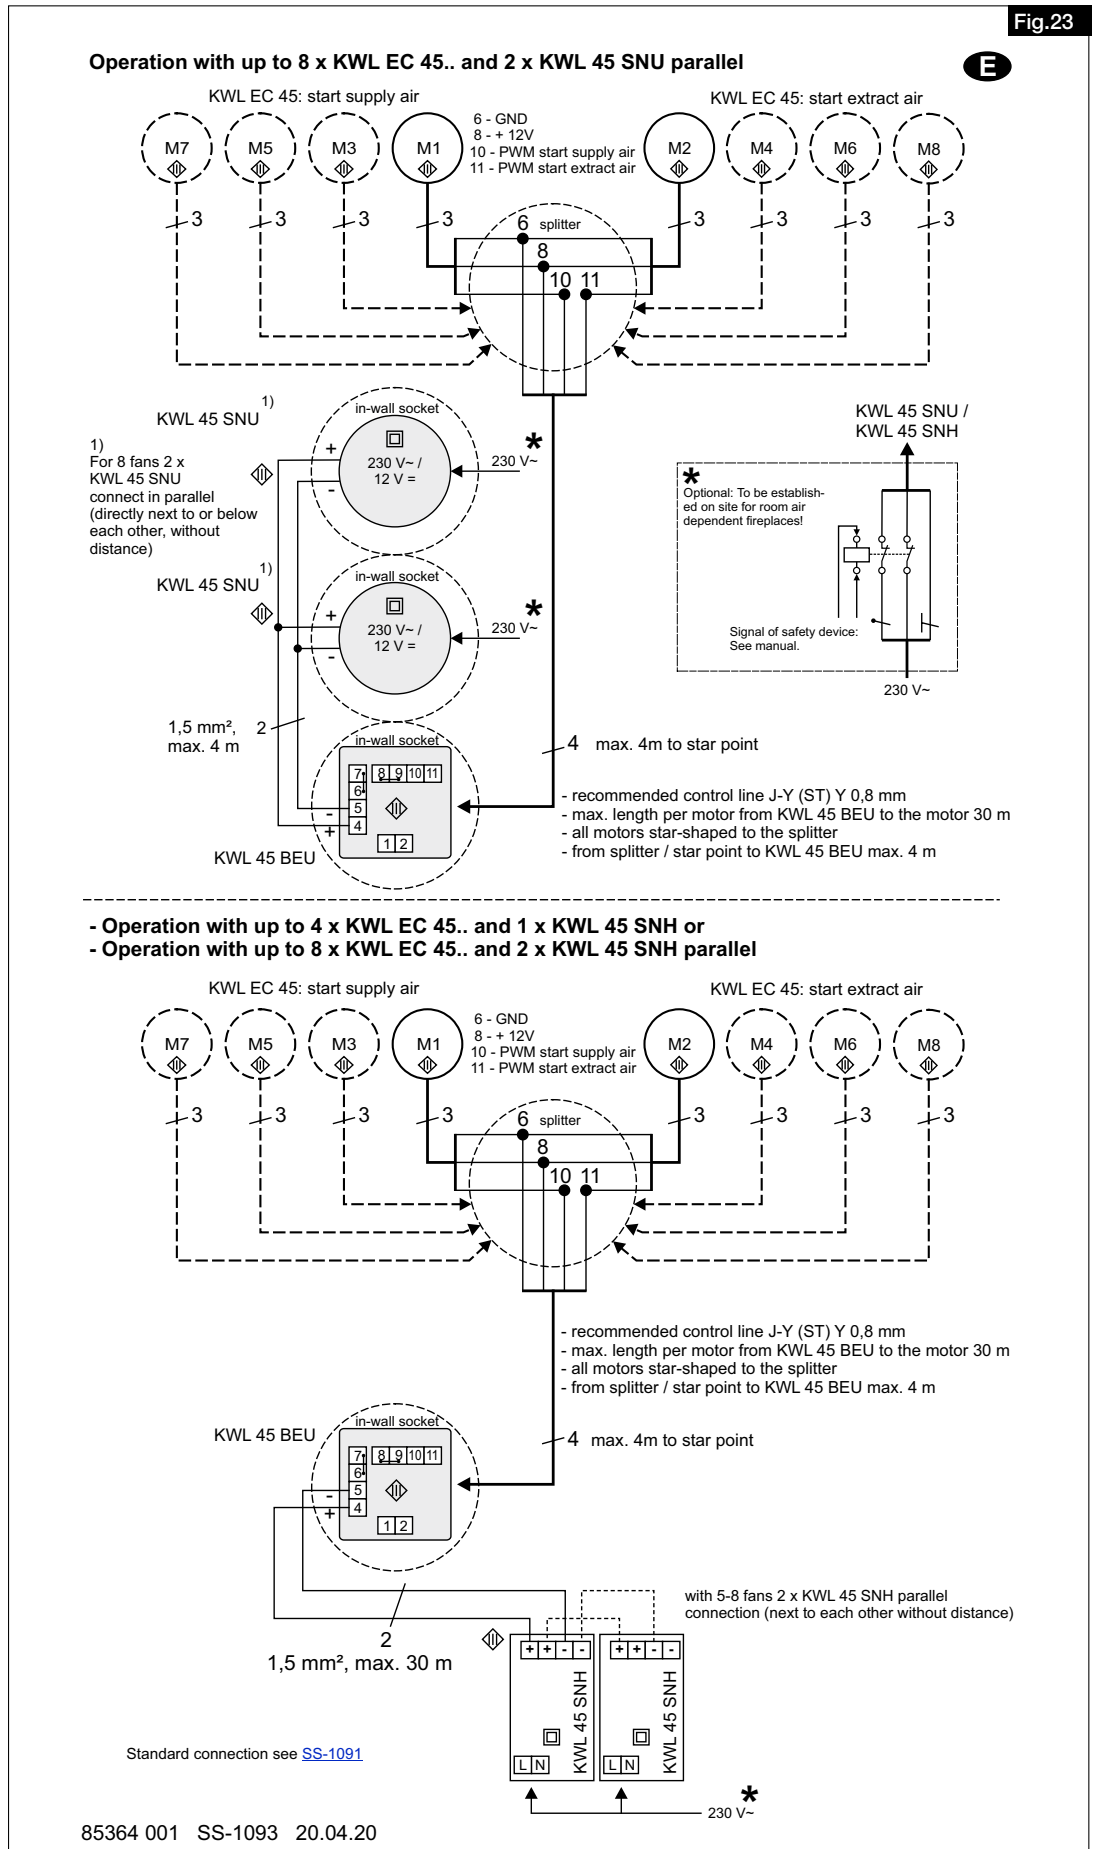 Fig.23
Operation with up to 8 x KWL EC 45.. and 2 x KWL 45 SNU parallel
E
KWL EC 45: start supply air
KWL EC 45: start extract air
6 - GND
8 - + 12V
10 - PWM start supply air
11 - PWM start extract air
M7
M5
M3
M1
M2
M4
M6
M8
3
3
3
3
3
3
3
3
6 splitter
8
10 11
KWL 45 SNU 1)
in-wall socket
+
-
230 V~ /
12 V =
230 V~
*
1)
For 8 fans 2 x
KWL 45 SNU
connect in parallel
(directly next to or below
each other, without
distance)
KWL 45 SNU 1)
in-wall socket
+
-
230 V~ /
12 V =
230 V~
*
KWL 45 SNU /
KWL 45 SNH
*
Optional: To be establish-
ed on site for room air
dependent fireplaces!
Signal of safety device:
See manual.
230 V~
1,5 mm²,
max. 4 m
2
in-wall socket
7
6
5
4
8 9 10 11
1 2
-
+
KWL 45 BEU
4 max. 4m to star point
- recommended control line J-Y (ST) Y 0,8 mm
- max. length per motor from KWL 45 BEU to the motor 30 m
- all motors star-shaped to the splitter
- from splitter / star point to KWL 45 BEU max. 4 m
- Operation with up to 4 x KWL EC 45.. and 1 x KWL 45 SNH or
- Operation with up to 8 x KWL EC 45.. and 2 x KWL 45 SNH parallel
KWL EC 45: start supply air
KWL EC 45: start extract air
6 - GND
8 - + 12V
10 - PWM start supply air
11 - PWM start extract air
M7
M5
M3
M1
M2
M4
M6
M8
3
3
3
3
3
3
3
3
6 splitter
8
10 11
- recommended control line J-Y (ST) Y 0,8 mm
- max. length per motor from KWL 45 BEU to the motor 30 m
- all motors star-shaped to the splitter
- from splitter / star point to KWL 45 BEU max. 4 m
KWL 45 BEU
in-wall socket
7
6
5
4
8 9 10 11
1 2
-
+
4 max. 4m to star point
with 5-8 fans 2 x KWL 45 SNH parallel
connection (next to each other without distance)
2
1,5 mm², max. 30 m
+ + - -
KWL 45 SNH
L N
+ + - -
KWL 45 SNH
L N
Standard connection see SS-1091
230 V~
*
85364 001 SS-1093 20.04.20